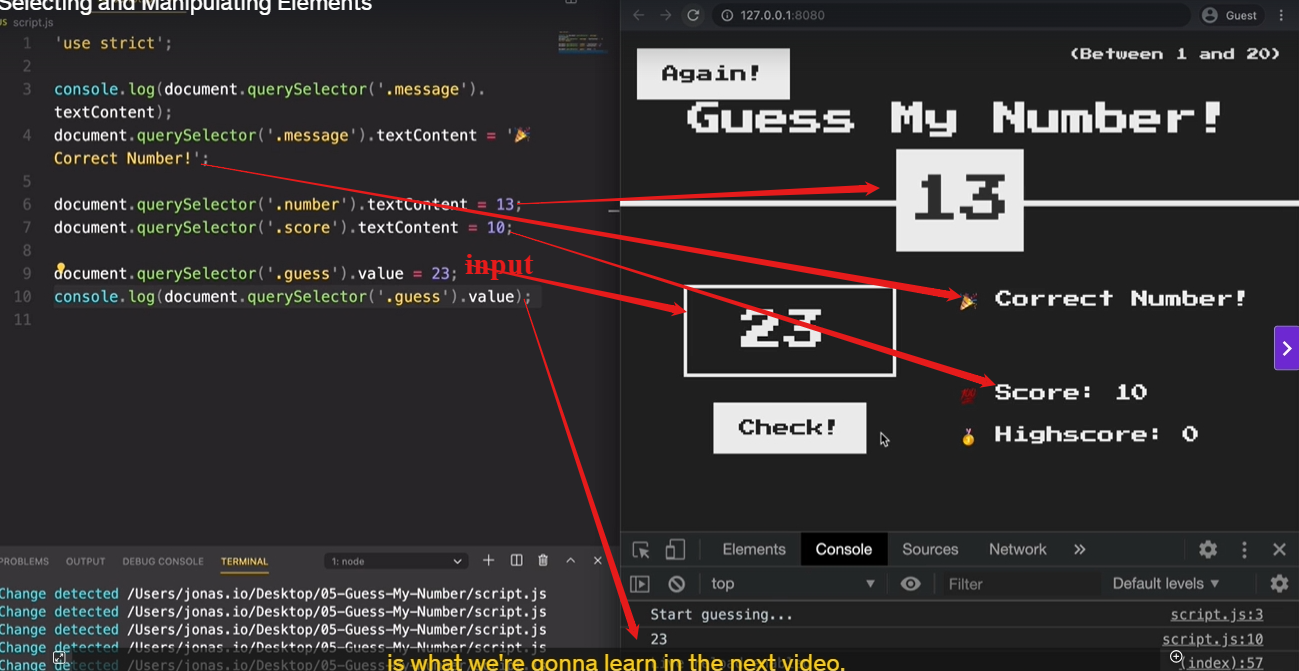 Selecting and Manipulating Elements
JS script.js
1 'use strict';
2
3 console.log(document.querySelector('.message').
textContent);
4 document.querySelector('.message').textContent = '🎉
Correct Number!';
5
6 document.querySelector('.number').textContent = 13;
7 document.querySelector('.score').textContent = 10;
8
9 document.querySelector('.guess').value = 23;
10 console.log(document.querySelector('.guess').value);
11
input
PROBLEMS OUTPUT DEBUG CONSOLE TERMINAL 1: node
Change detected /Users/jonas.io/Desktop/05-Guess-My-Number/script.js
Change detected /Users/jonas.io/Desktop/05-Guess-My-Number/script.js
Change detected /Users/jonas.io/Desktop/05-Guess-My-Number/script.js
Change detected /Users/jonas.io/Desktop/05-Guess-My-Number/script.js
Change detected /Users/jonas.io/Desktop/05-Guess-My-Number/script.js
127.0.0.1:8080 Guest
(Between 1 and 20)
Again!
Guess My Number!
13
23
🎉 Correct Number!
💯 Score: 10
Check!
🥇 Highscore: 0
Elements Console Sources Network
top Filter Default levels
Start guessing... script.js:3
23 script.js:10
(index):57
is what we're gonna learn in the next video.